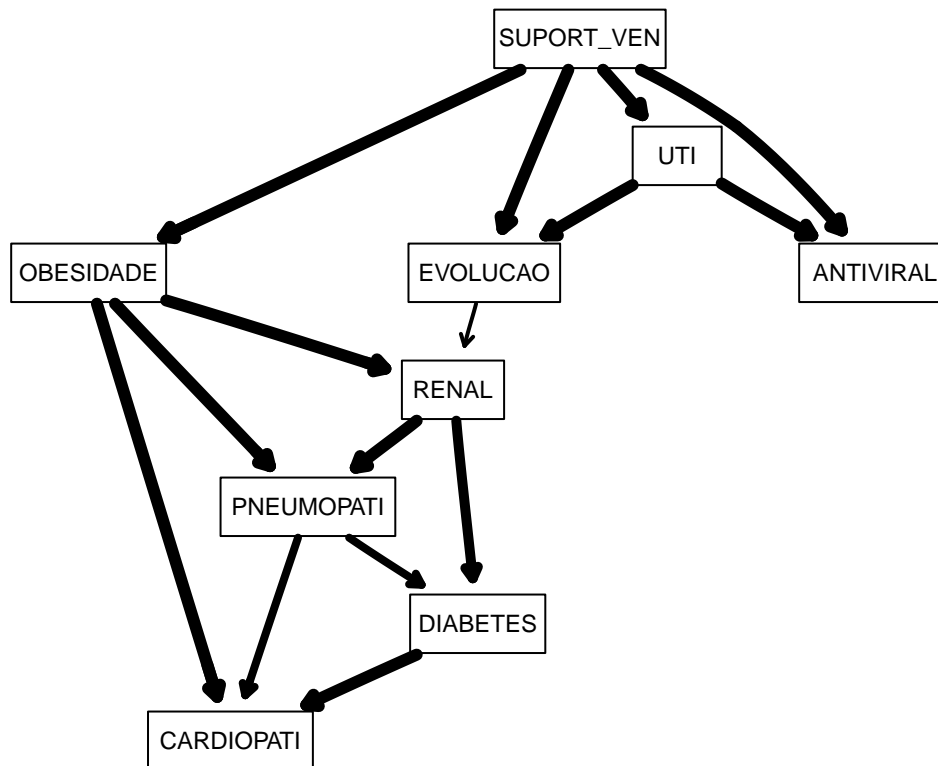 SUPORT_VEN
UTI
OBESIDADE
EVOLUCAO
ANTIVIRAL
RENAL
PNEUMOPATI
DIABETES
CARDIOPATI